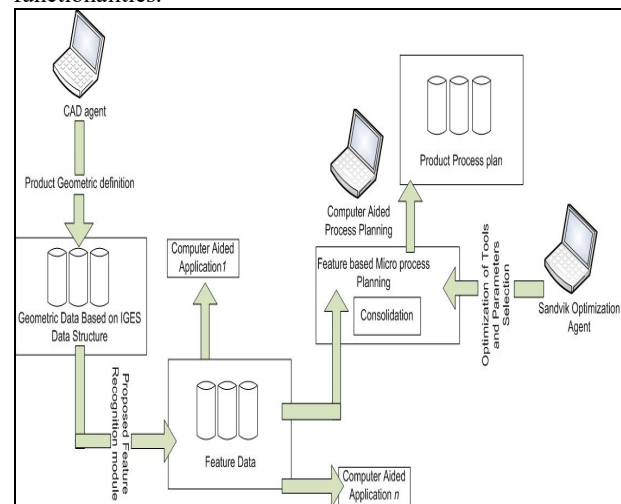 functionalities.
CAD agent
Product Geometric definition
Geometric Data Based on IGES
Data Structure
Proposed Feature
Recognition module
Computer Aided
Application1
Feature Data
Computer Aided
Application n
Computer Aided
Process Planning
Product Process plan
Feature based Micro process
Planning
Consolidation
Optimization of Tools
and Parameters
Selection
Sandvik Optimization
Agent